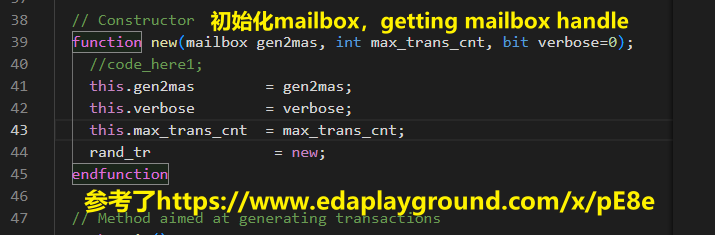 37
38 // Constructor 初始化mailbox，getting mailbox handle
39 function new(mailbox gen2mas, int max_trans_cnt, bit verbose=0);
40 //code_here1;
41 this.gen2mas = gen2mas;
42 this.verbose = verbose;
43 this.max_trans_cnt = max_trans_cnt;
44 rand_tr = new;
45 endfunction
46 参考了https://www.edaplayground.com/x/pE8e
47 // Method aimed at generating transactions